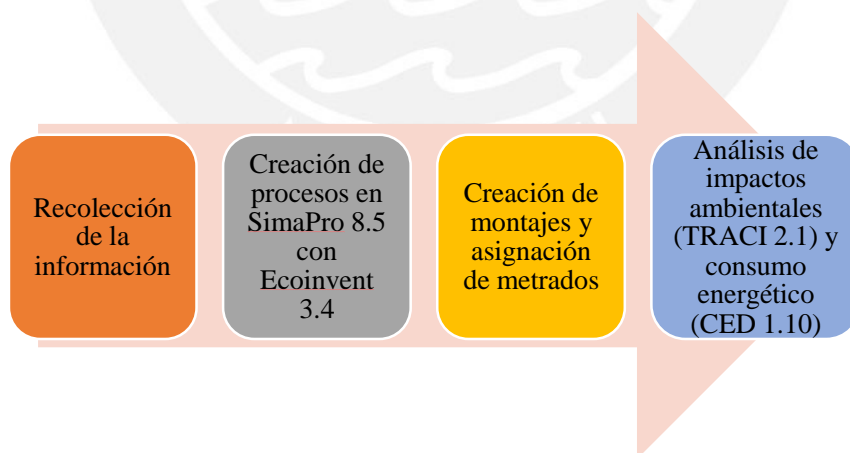 Recolección
de la
información
Creación de
procesos en
SimaPro 8.5
con
Ecoinvent
3.4
Creación de
montajes y
asignación
de metrados
Análisis de
impactos
ambientales
(TRACI 2.1) y
consumo
energético
(CED 1.10)